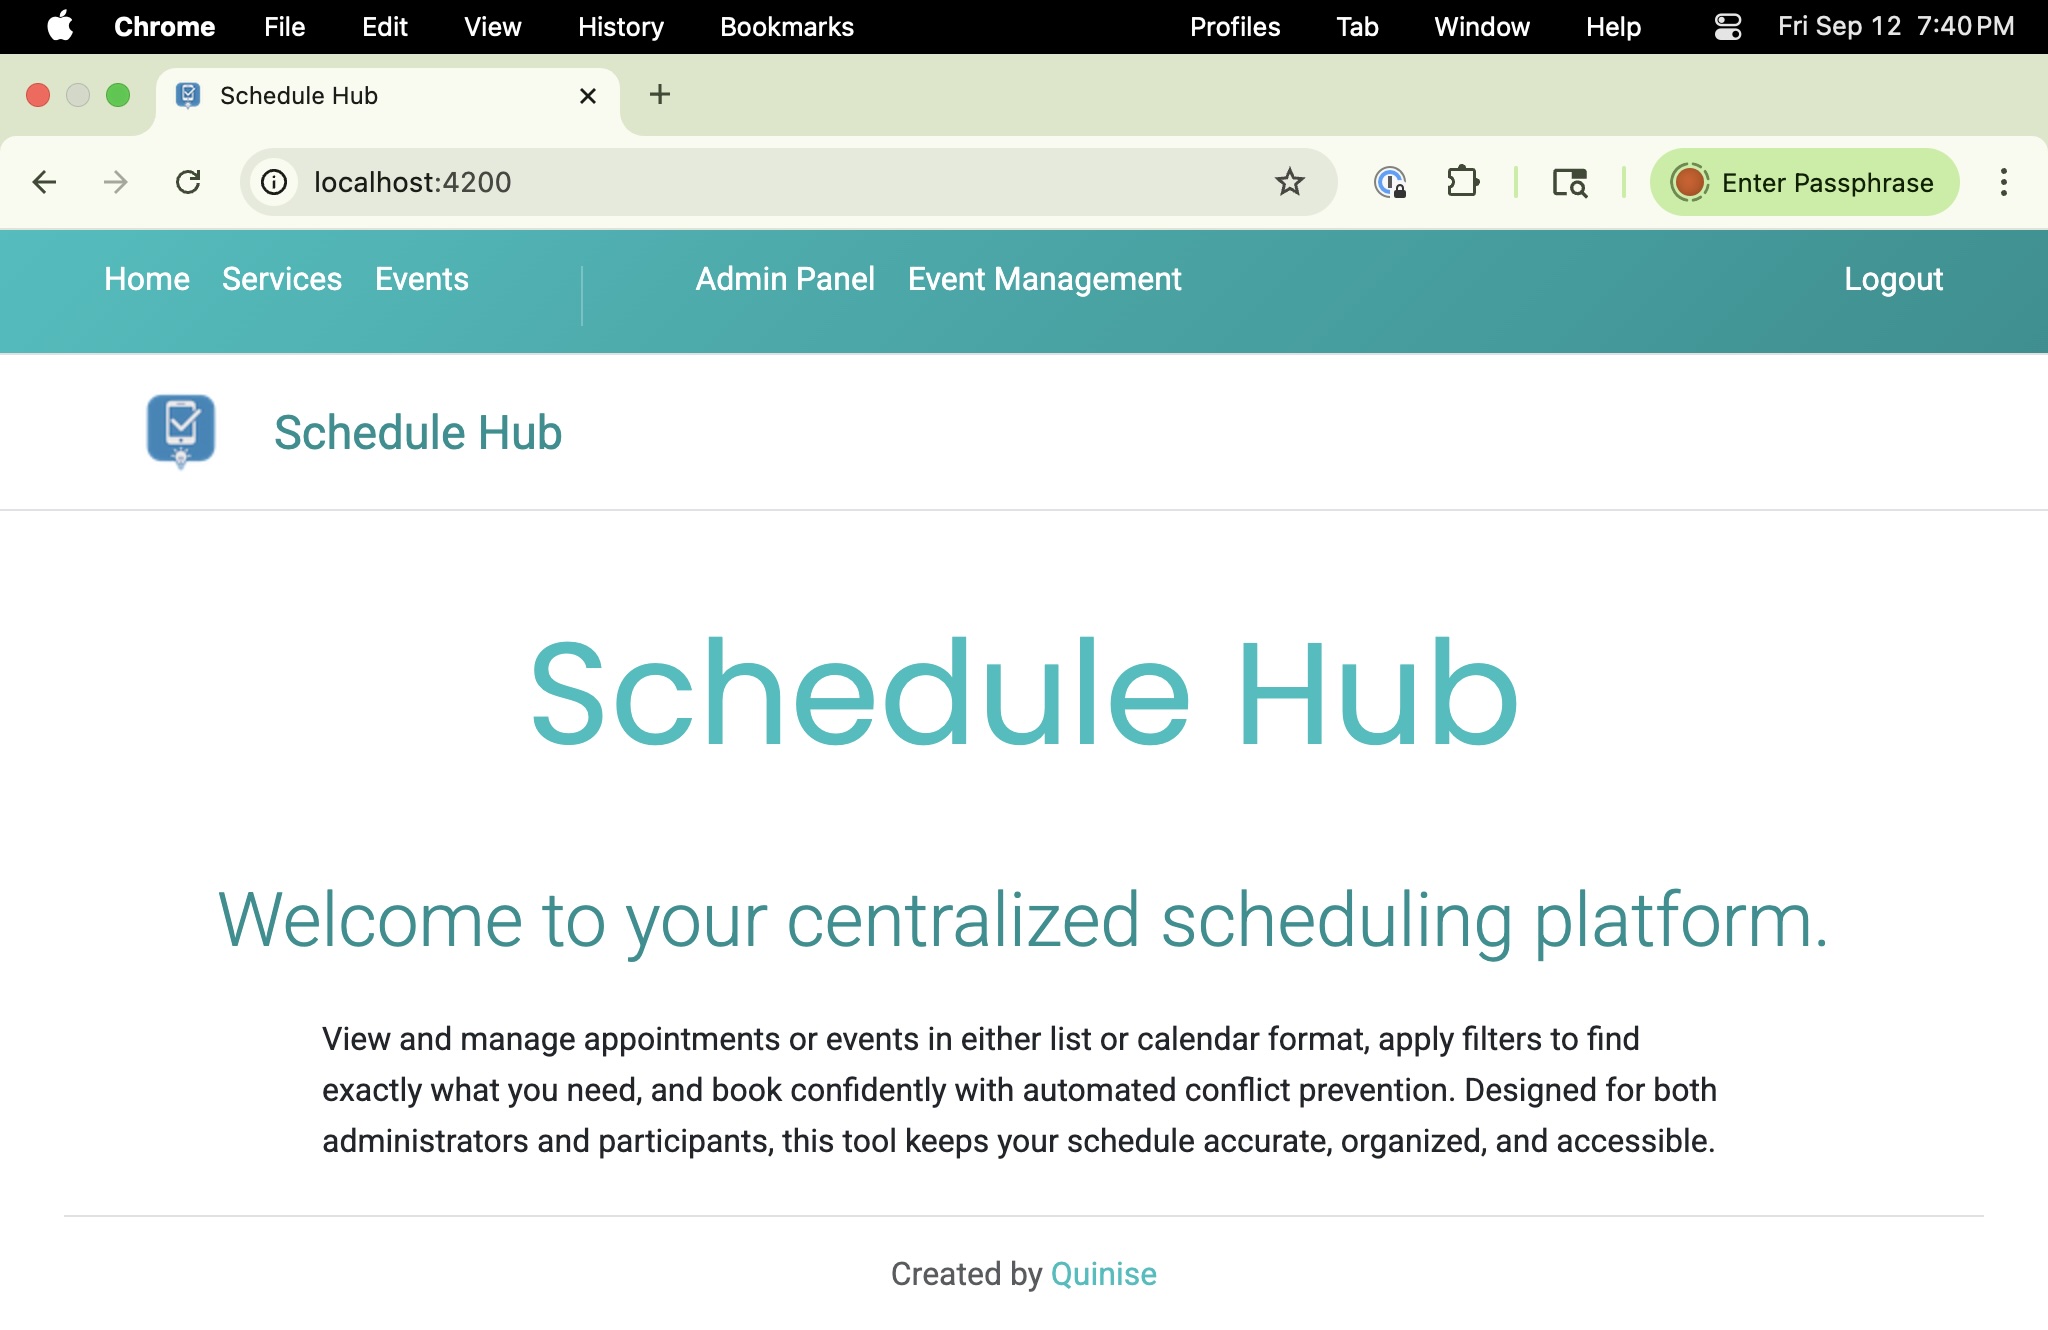 Chrome File Edit View History Bookmarks Profiles Tab Window Help Fri Sep 12 7:40 PM
Schedule Hub
localhost:4200 Enter Passphrase
Home Services Events Admin Panel Event Management Logout
Schedule Hub
Schedule Hub
Welcome to your centralized scheduling platform.
View and manage appointments or events in either list or calendar format, apply filters to find
exactly what you need, and book confidently with automated conflict prevention. Designed for both
administrators and participants, this tool keeps your schedule accurate, organized, and accessible.
Created by Quinise